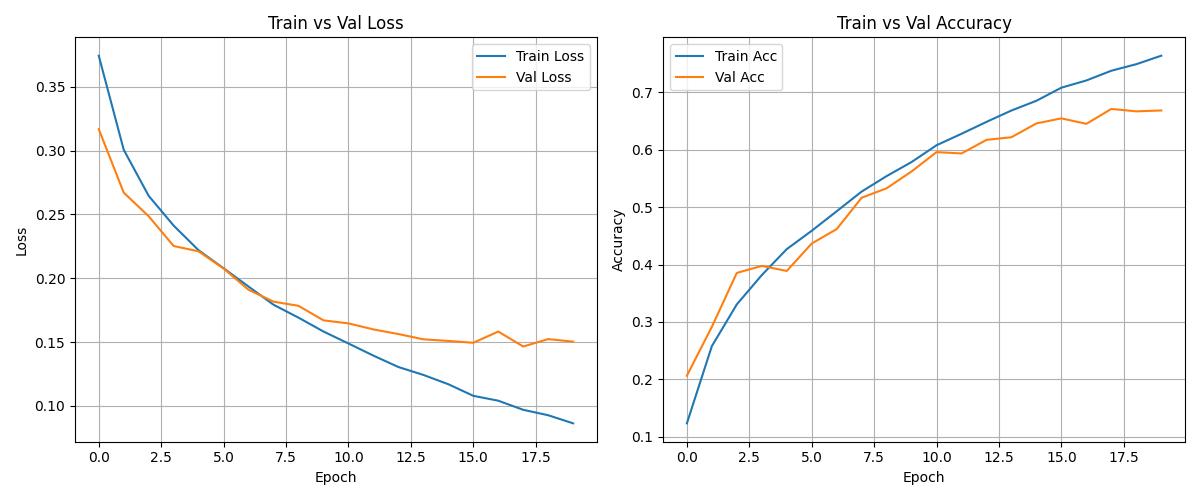 Train vs Val Loss
Train Loss
Val Loss
0.35
0.30
0.25
0.20
0.15
0.10
Loss
0.0 2.5 5.0 7.5 10.0 12.5 15.0 17.5
Epoch
Train vs Val Accuracy
Train Acc
Val Acc
0.7
0.6
0.5
0.4
0.3
0.2
0.1
Accuracy
0.0 2.5 5.0 7.5 10.0 12.5 15.0 17.5
Epoch